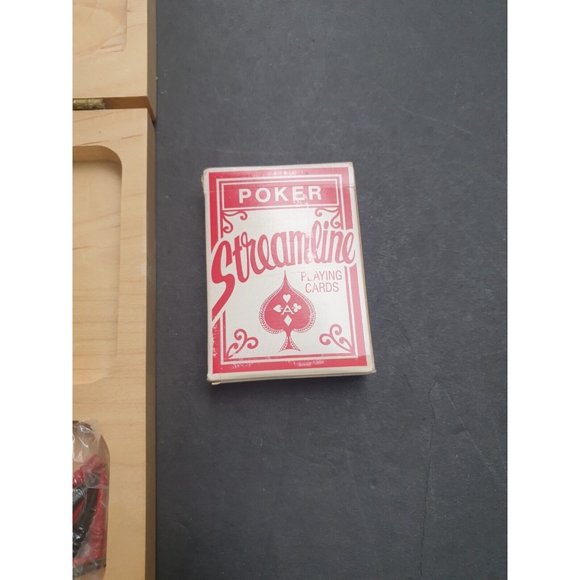 POKER
Streamline
PLAYING
CARDS
A